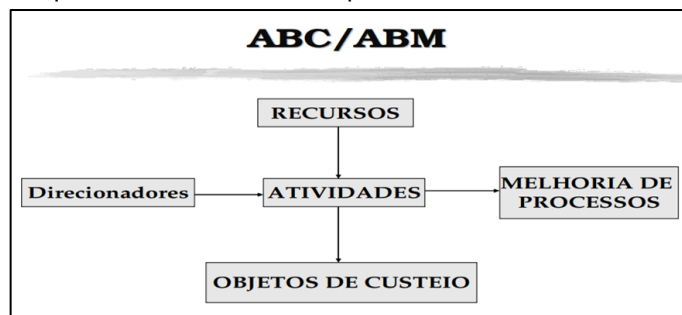 ABC/ABM
RECURSOS
Direcionadores
ATIVIDADES
MELHORIA DE
PROCESSOS
OBJETOS DE CUSTEIO